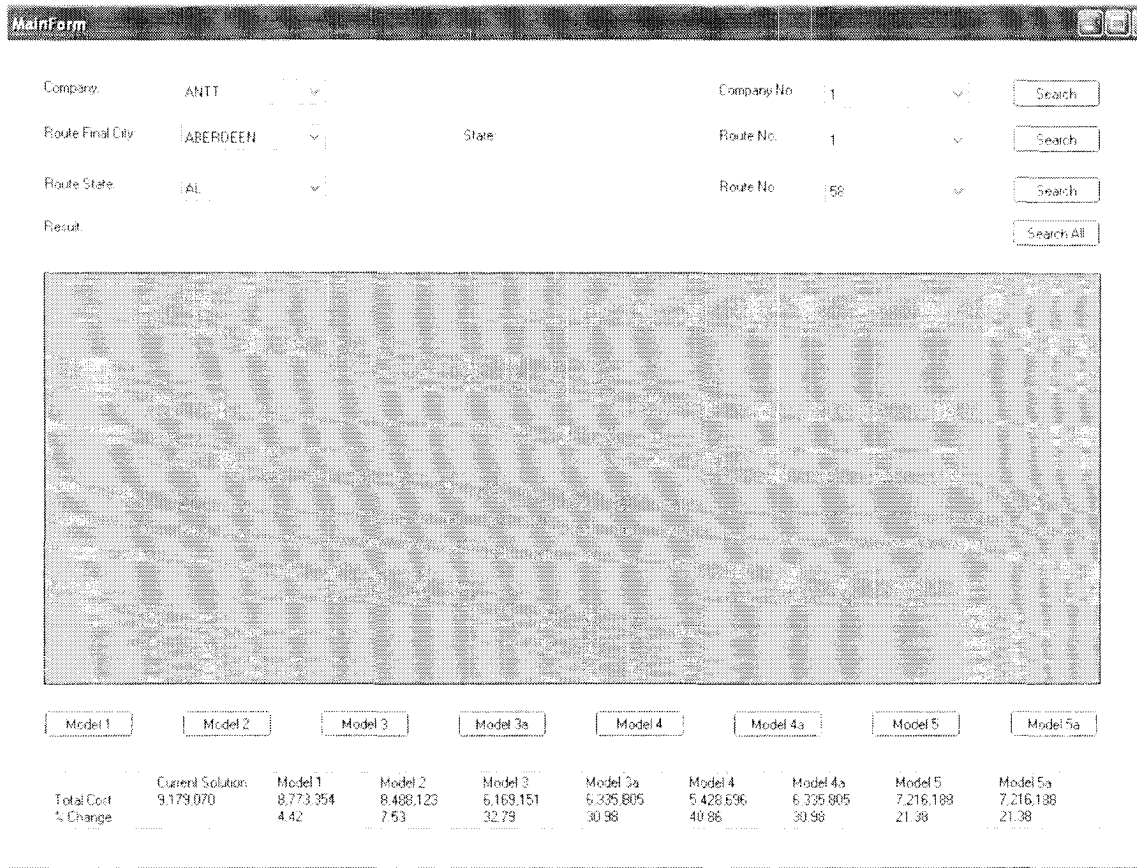 MainForm
Company: ANTT Company No 1 Search
Route Final City: ABERDEEN State: Route No. 1 Search
Route State: AL Route No 58 Search
Result: Search All
Model 1 Model 2 Model 3 Model 3a Model 4 Model 4a Model 5 Model 5a
Current Solution Model 1 Model 2 Model 3 Model 3a Model 4 Model 4a Model 5 Model 5a
Total Cost 9,179,070 8,773,354 8,488,123 6,169,151 6,335,805 5,428,696 6,335,805 7,216,188 7,216,188
% Change 4.42 7.53 32.79 30.98 40.86 30.98 21.38 21.38